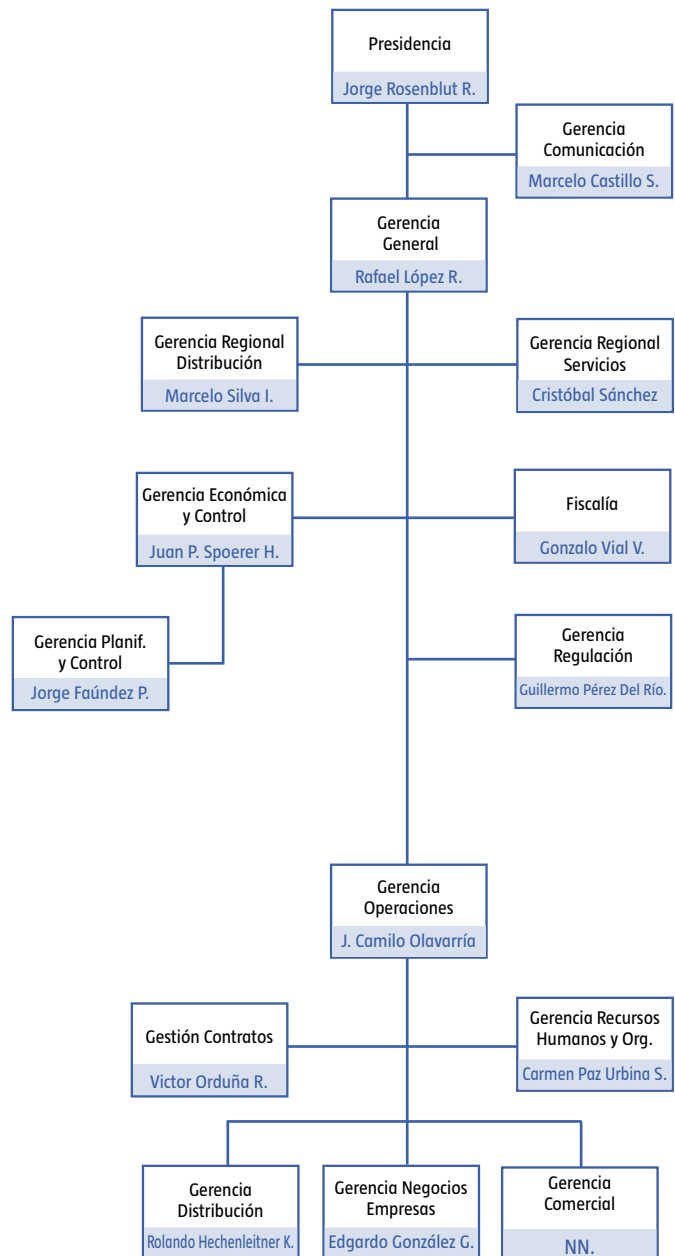 Presidencia
Jorge Rosenblut R.
Gerencia
Comunicación
Marcelo Castillo S.
Gerencia
General
Rafael López R.
Gerencia Regional
Distribución
Marcelo Silva I.
Gerencia Regional
Servicios
Cristóbal Sánchez
Gerencia Económica
y Control
Juan P. Spoerer H.
Fiscalía
Gonzalo Vial V.
Gerencia Planif.
y Control
Jorge Faúndez P.
Gerencia
Regulación
Guillermo Pérez Del Río.
Gerencia
Operaciones
J. Camilo Olavarría
Gestión Contratos
Victor Orduña R.
Gerencia Recursos
Humanos y Org.
Carmen Paz Urbina S.
Gerencia
Distribución
Rolando Hechenleitner K.
Gerencia Negocios
Empresas
Edgardo González G.
Gerencia
Comercial
NN.